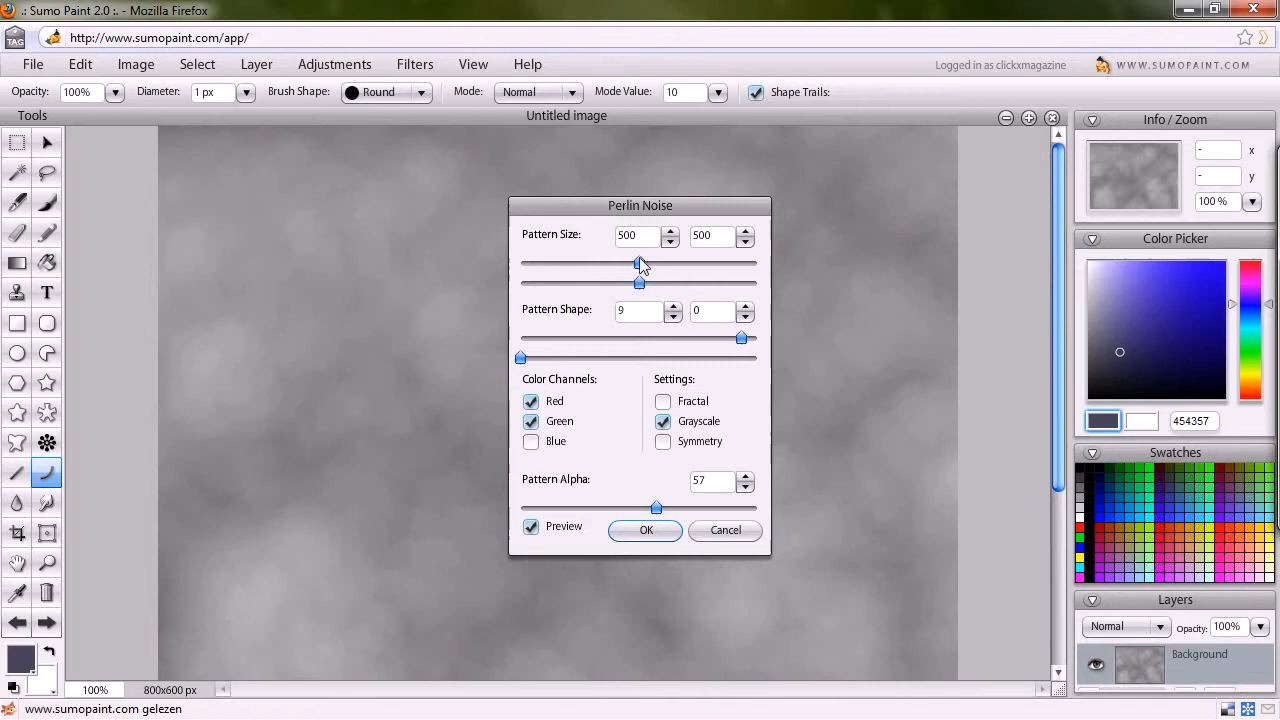 .: Sumo Paint 2.0 :. - Mozilla Firefox
TAG
http://www.sumopaint.com/app/
File Edit Image Select Layer Adjustments Filters View Help
Logged in as clickxmagazine
WWW.SUMOPAINT.COM
Opacity: 100% Diameter: 1 px Brush Shape: Round Mode: Normal Mode Value: 10 Shape Trails:
Tools
Untitled image
Info / Zoom
- x
- y
100 %
Perlin Noise
Pattern Size: 500 500
Pattern Shape: 9 0
Color Channels: Settings:
Red Fractal
Green Grayscale
Blue Symmetry
Pattern Alpha: 57
Preview OK Cancel
Color Picker
454357
Swatches
Layers
Normal Opacity: 100%
Background
T
100% 800x600 px
www.sumopaint.com gelezen